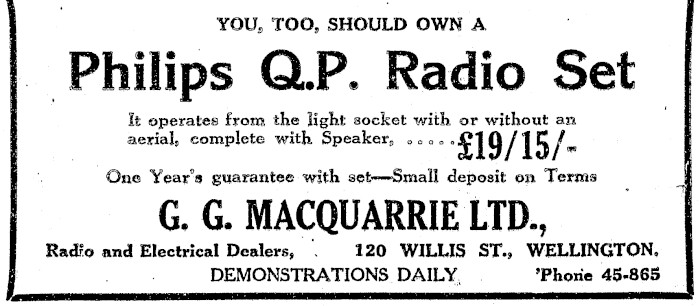 YOU, TOO, SHOULD OWN A
Philips Q.P. Radio Set
It operates from the light socket with or without an
aerial, complete with Speaker, ..... £19/15/-
One Year's guarantee with set—Small deposit on Terms
G. G. MACQUARRIE LTD.,
Radio and Electrical Dealers, 120 WILLIS ST., WELLINGTON.
DEMONSTRATIONS DAILY 'Phone 45-865